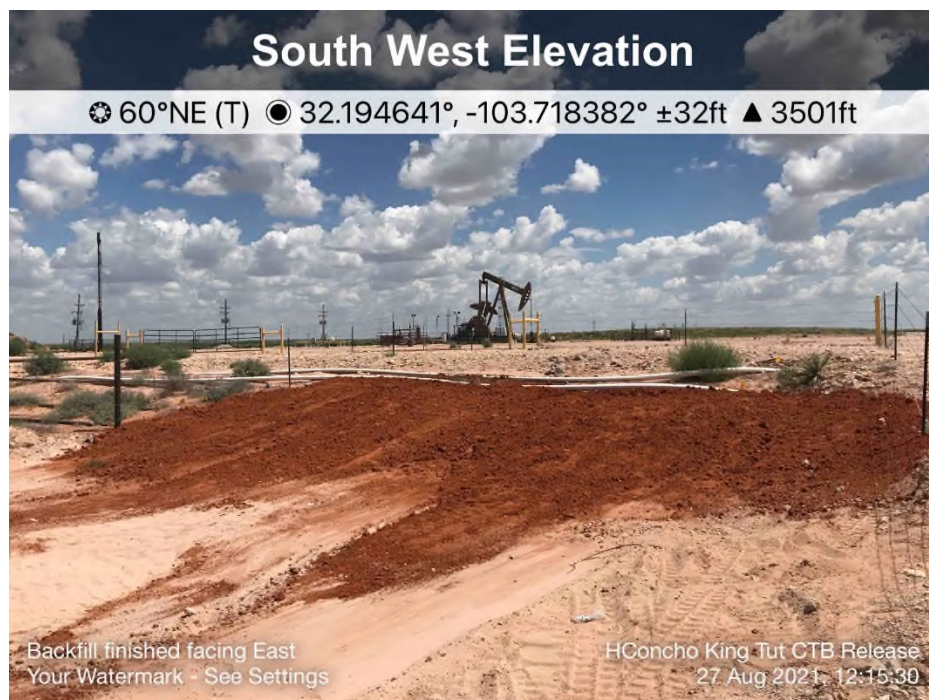 South West Elevation
60°NE (T) 32.194641°, -103.718382° ±32ft ▲ 3501ft
Backfill finished facing East
Your Watermark - See Settings
HConcho King Tut CTB Release
27 Aug 2021, 12:15:30